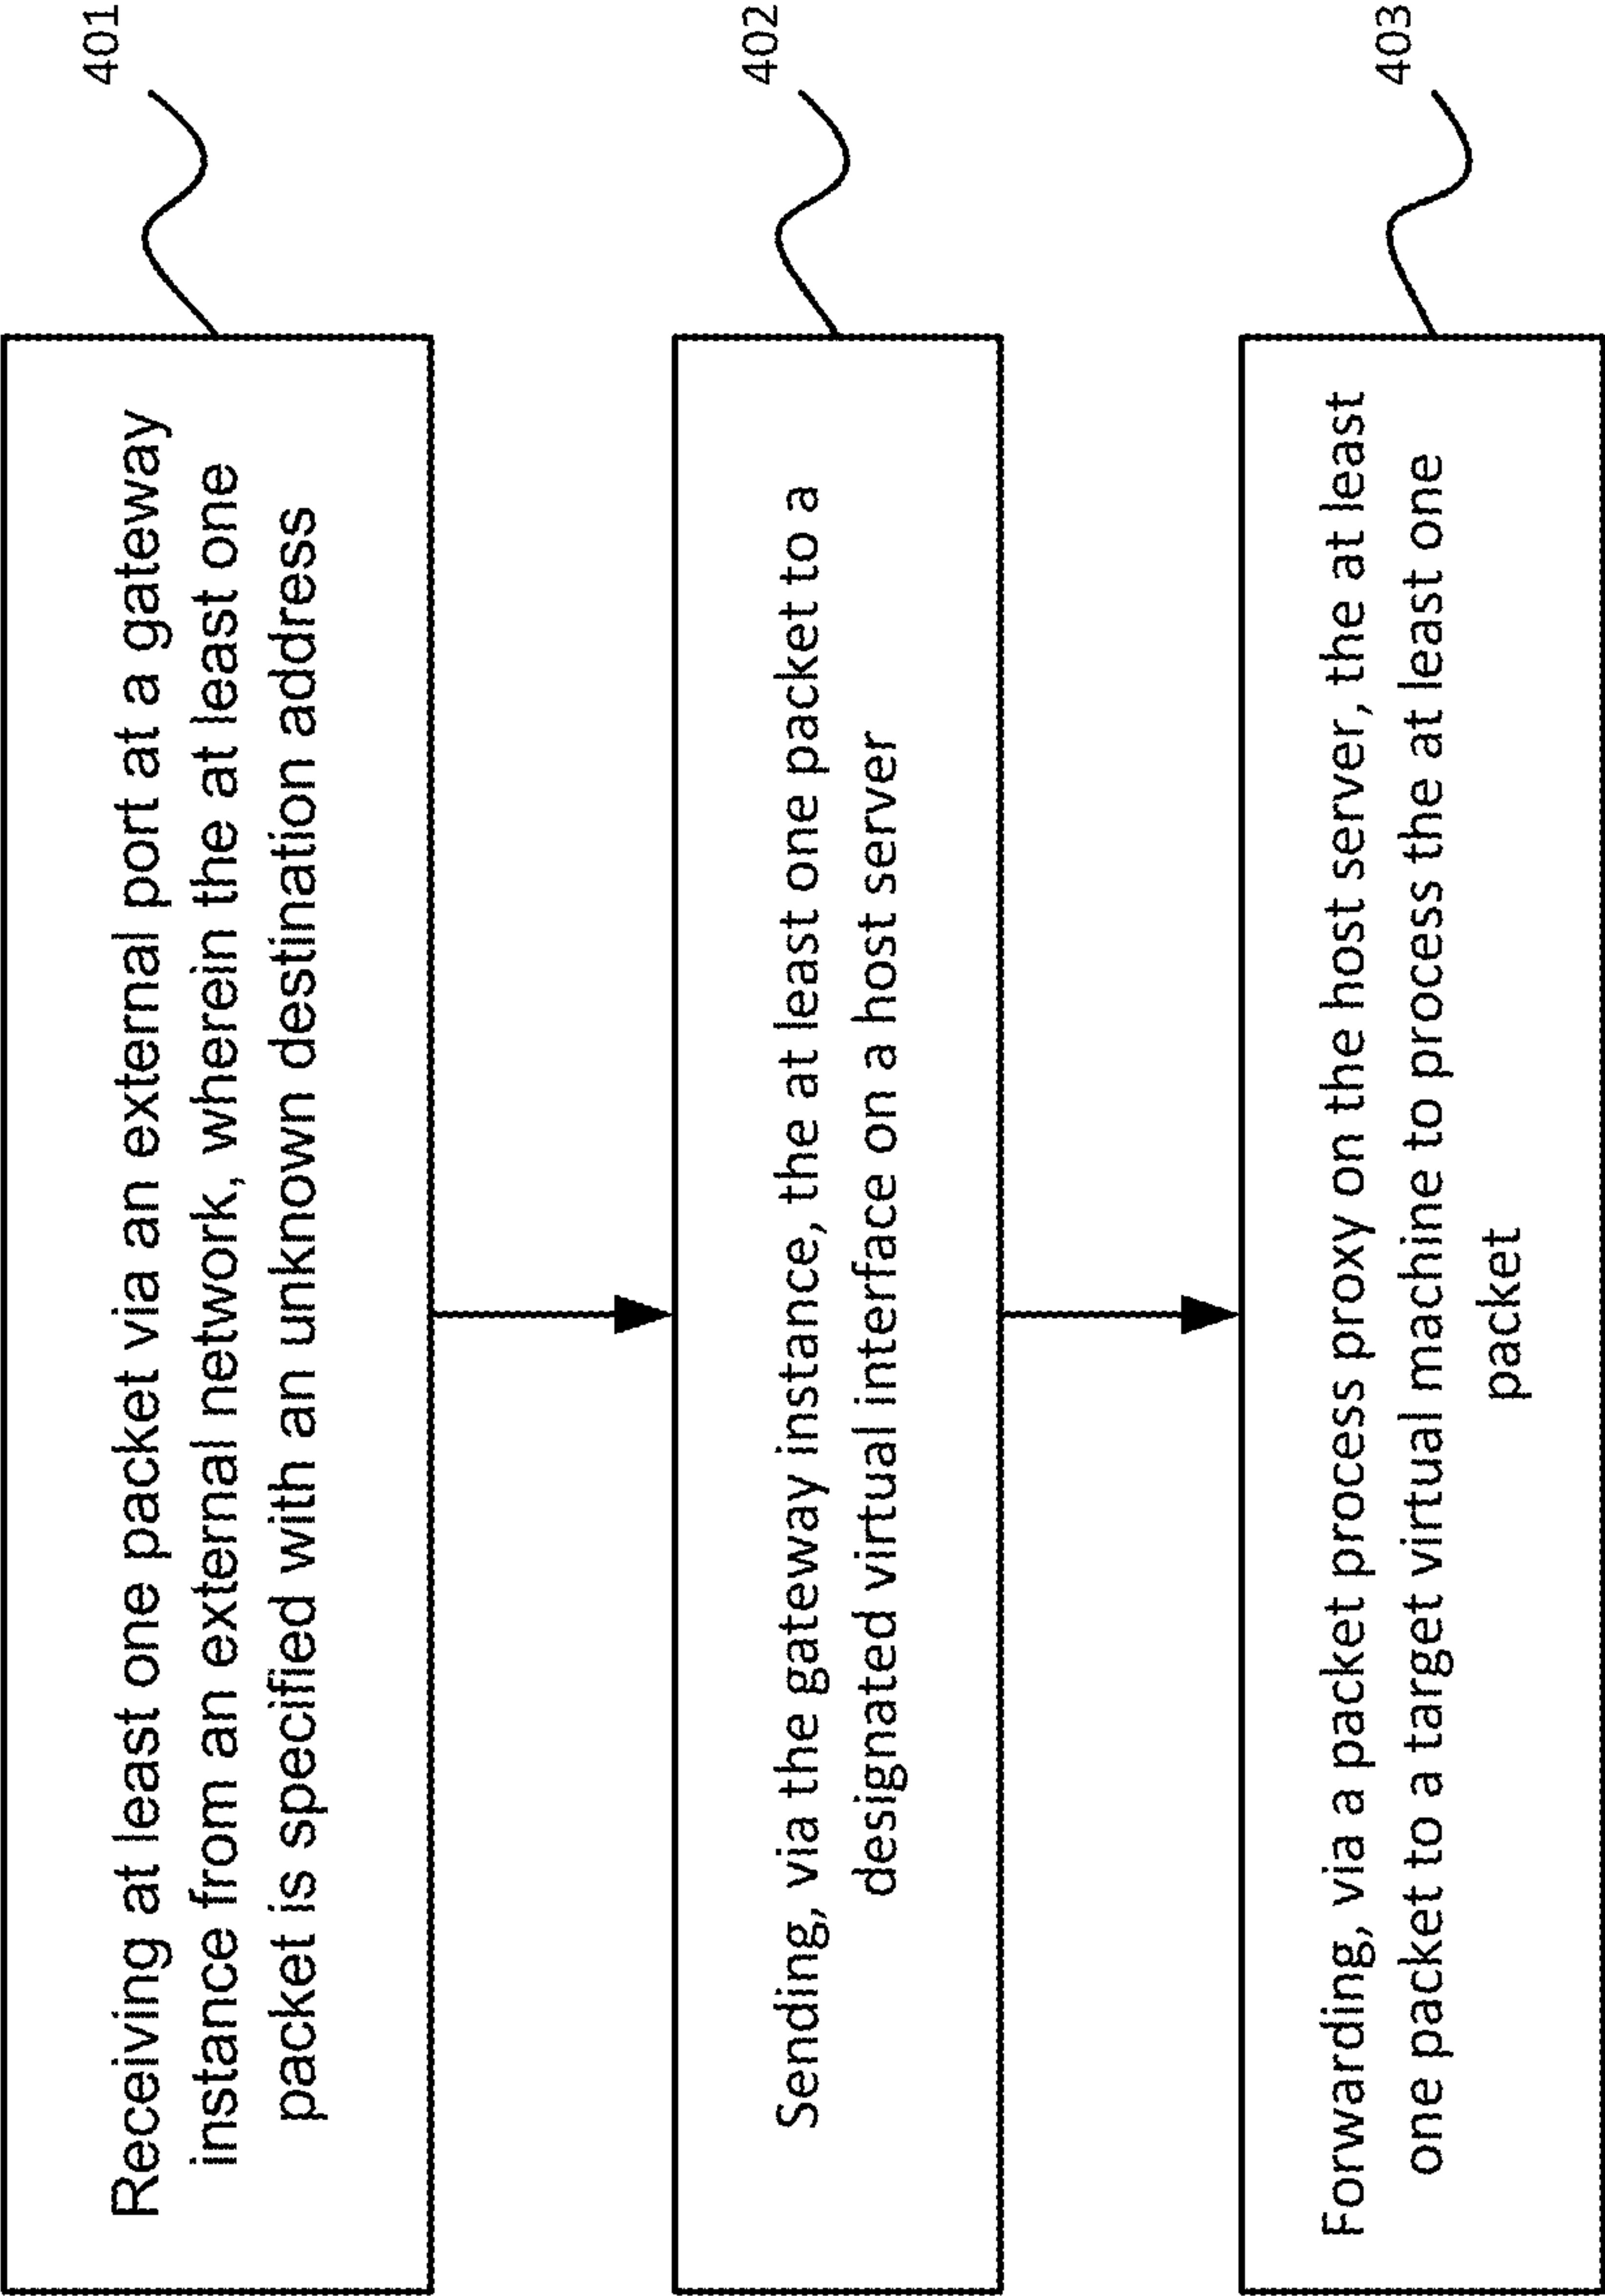 Receiving at least one packet via an external port at a gateway
instance from an external network, wherein the at least one
packet is specified with an unknown destination address
401
Sending, via the gateway instance, the at least one packet to a
designated virtual interface on a host server
402
Forwarding, via a packet process proxy on the host server, the at least
one packet to a target virtual machine to process the at least one
packet
403